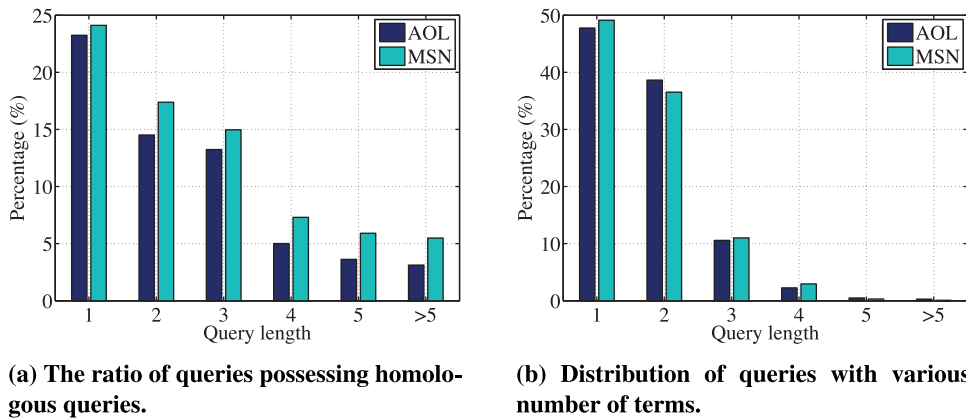 25
20
15
10
5
0
Percentage (%)
AOL
MSN
1 2 3 4 5 >5
Query length
(a) The ratio of queries possessing homolo-
gous queries.
50
40
30
20
10
0
Percentage (%)
AOL
MSN
1 2 3 4 5 >5
Query length
(b) Distribution of queries with various
number of terms.